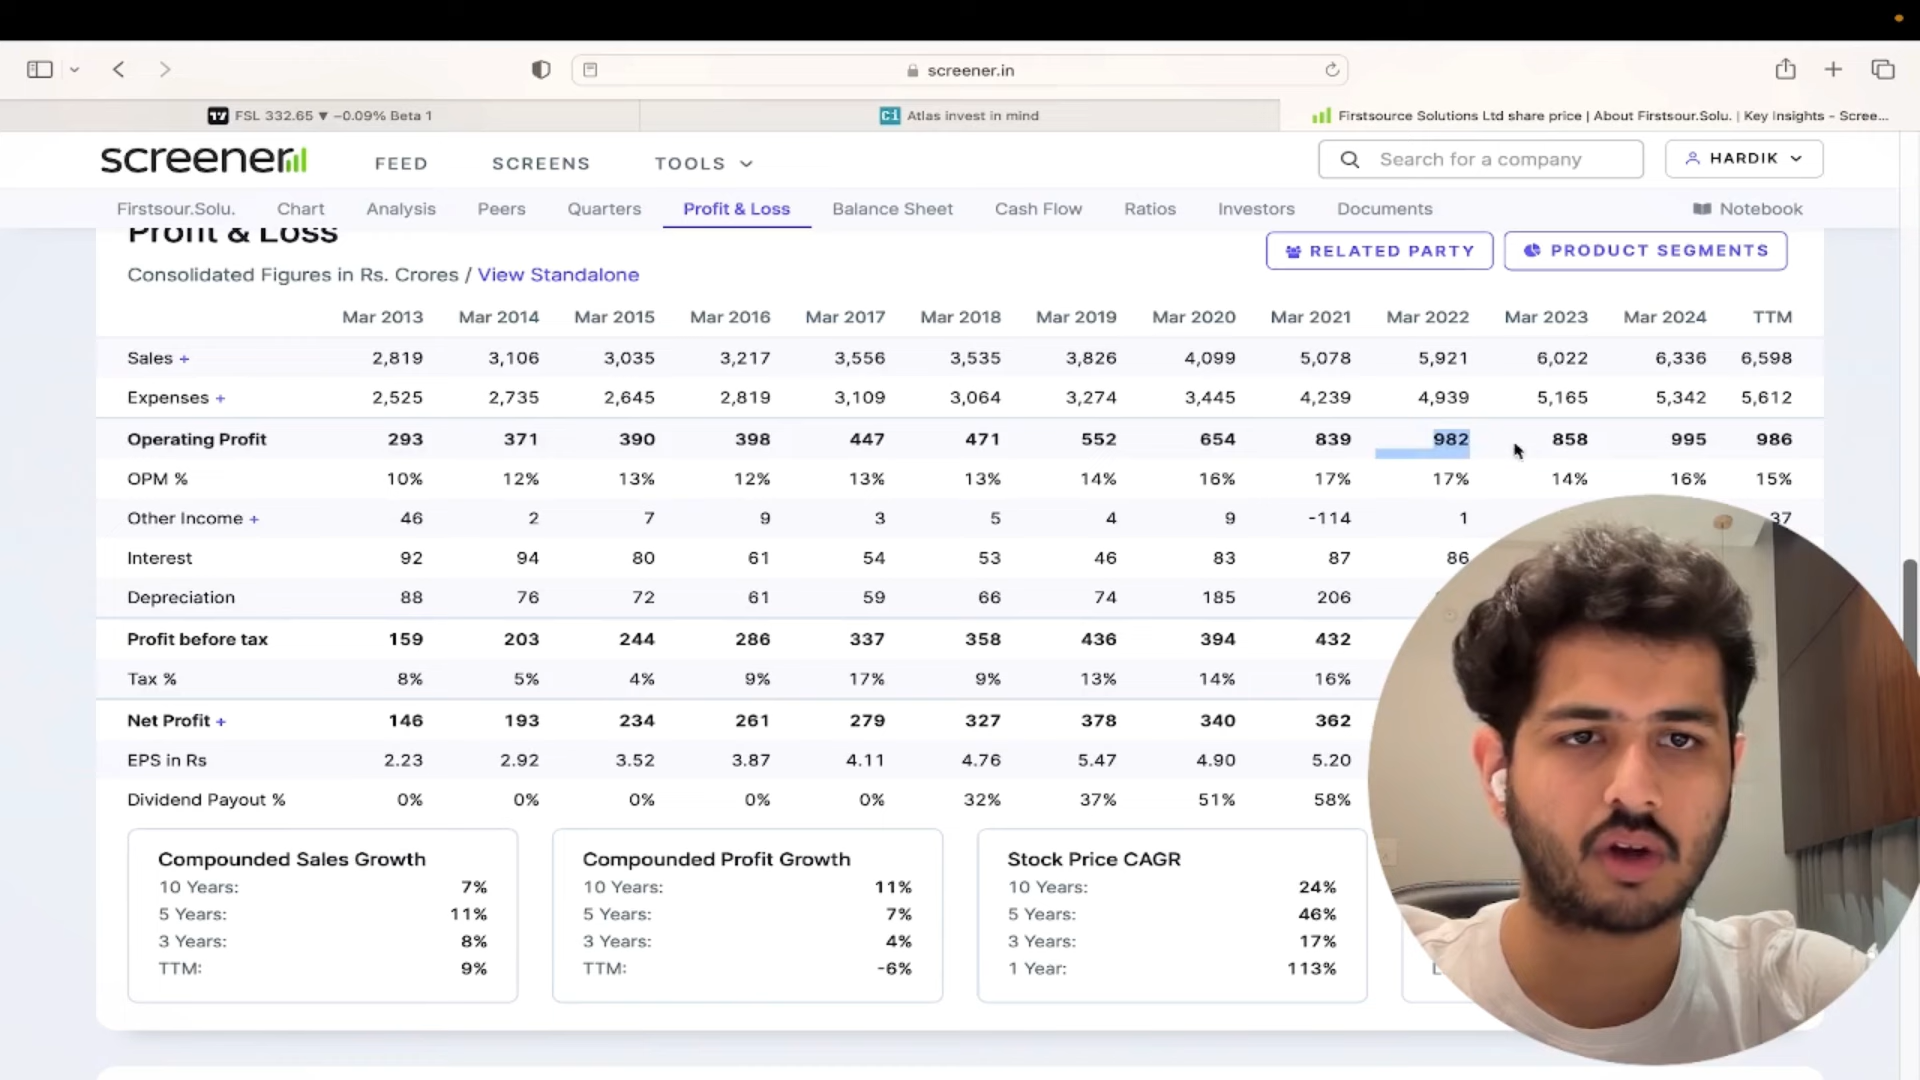 screener.in
FSL 332.65 ▼ −0.09% Beta 1
Atlas invest in mind
Firstsource Solutions Ltd share price | About Firstsour.Solu. | Key Insights - Scree...
screener
FEED
SCREENS
TOOLS
Search for a company
HARDIK
Firstsour.Solu. Chart Analysis Peers Quarters Profit & Loss Balance Sheet Cash Flow Ratios Investors Documents Notebook
Profit & Loss
RELATED PARTY
PRODUCT SEGMENTS
Consolidated Figures in Rs. Crores / View Standalone
Mar 2013 Mar 2014 Mar 2015 Mar 2016 Mar 2017 Mar 2018 Mar 2019 Mar 2020 Mar 2021 Mar 2022 Mar 2023 Mar 2024 TTM
Sales + 2,819 3,106 3,035 3,217 3,556 3,535 3,826 4,099 5,078 5,921 6,022 6,336 6,598
Expenses + 2,525 2,735 2,645 2,819 3,109 3,064 3,274 3,445 4,239 4,939 5,165 5,342 5,612
Operating Profit 293 371 390 398 447 471 552 654 839 982 858 995 986
OPM % 10% 12% 13% 12% 13% 13% 14% 16% 17% 17% 14% 16% 15%
Other Income + 46 2 7 9 3 5 4 9 -114 1 37
Interest 92 94 80 61 54 53 46 83 87 86
Depreciation 88 76 72 61 59 66 74 185 206
Profit before tax 159 203 244 286 337 358 436 394 432
Tax % 8% 5% 4% 9% 17% 9% 13% 14% 16%
Net Profit + 146 193 234 261 279 327 378 340 362
EPS in Rs 2.23 2.92 3.52 3.87 4.11 4.76 5.47 4.90 5.20
Dividend Payout % 0% 0% 0% 0% 0% 32% 37% 51% 58%
Compounded Sales Growth
10 Years: 7%
5 Years: 11%
3 Years: 8%
TTM: 9%
Compounded Profit Growth
10 Years: 11%
5 Years: 7%
3 Years: 4%
TTM: -6%
Stock Price CAGR
10 Years: 24%
5 Years: 46%
3 Years: 17%
1 Year: 113%